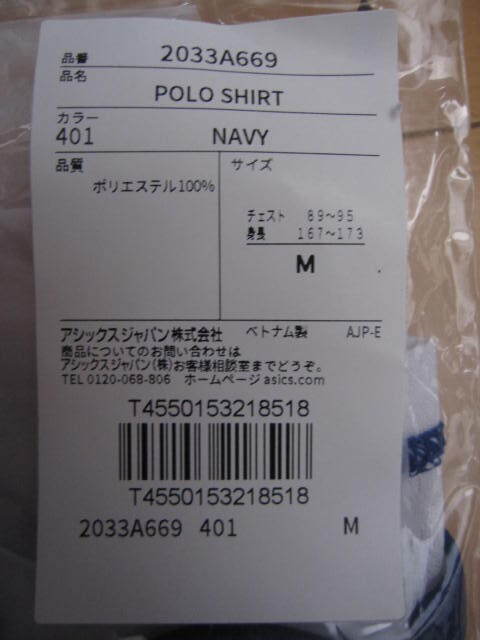 品番 2033A669
品名
POLO SHIRT
カラー
401 NAVY
品質
ポリエステル100%
サイズ
チェスト 89~95
身長 167~173
M
アシックスジャパン株式会社 ベトナム製 AJP-E
商品についてのお問い合わせは
アシックスジャパン(株)お客様相談室までどうぞ。
TEL 0120-068-806 ホームページasics.com
T4550153218518
T4550153218518
2033A669 401 M